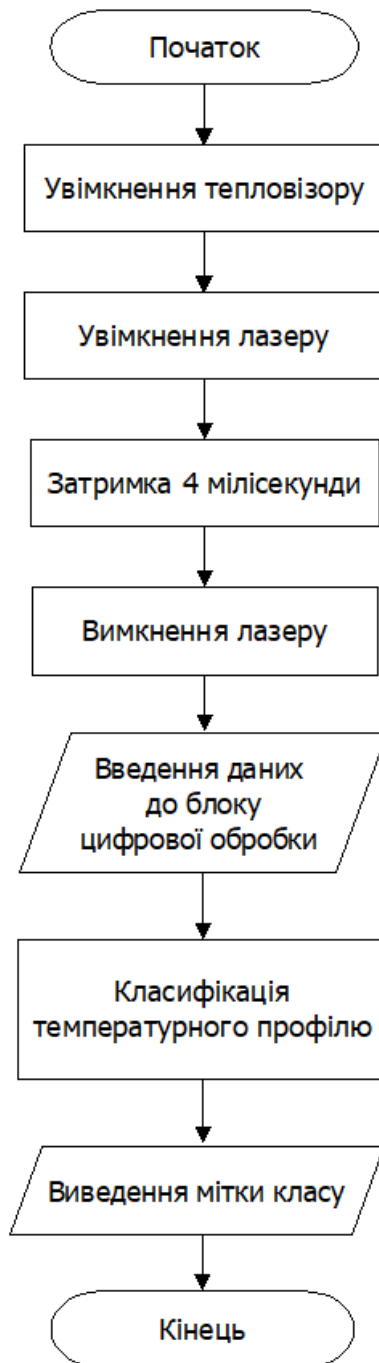 Початок
Увімкнення тепловізору
Увімкнення лазеру
Затримка 4 мілісекунди
Вимкнення лазеру
Введення даних
до блоку
цифрової обробки
Класифікація
температурного профілю
Виведення мітки класу
Кінець